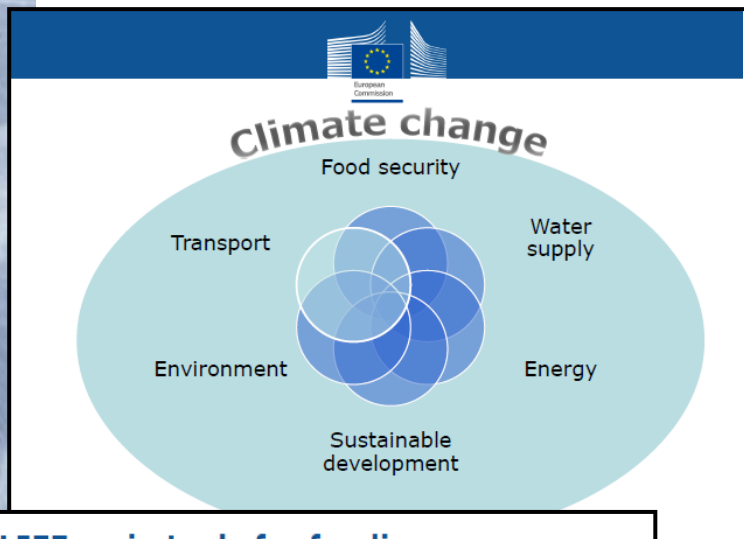 European
Commission
Climate change
Food security
Transport
Water
supply
Environment
Energy
Sustainable
development